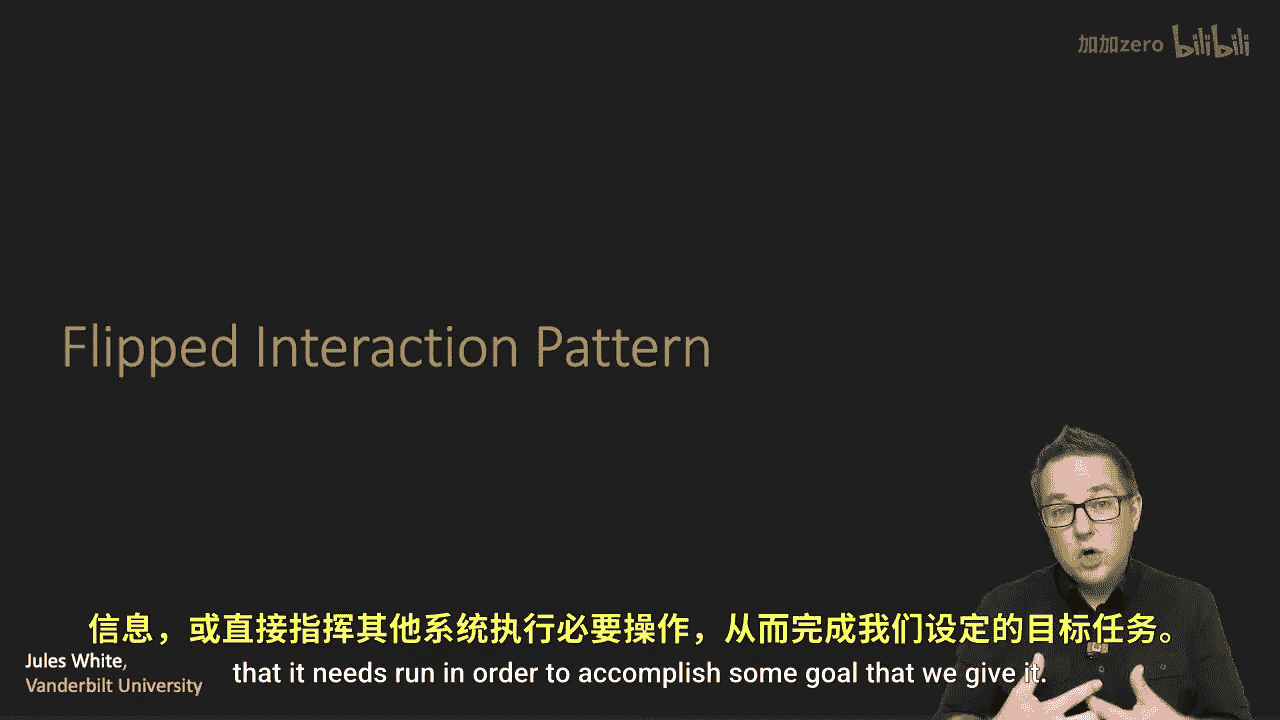 加加zero bilibili
Flipped Interaction Pattern
信息，或直接指挥其他系统执行必要操作，从而完成我们设定的目标任务。
that it needs run in order to accomplish some goal that we give it.
Jules White,
Vanderbilt University